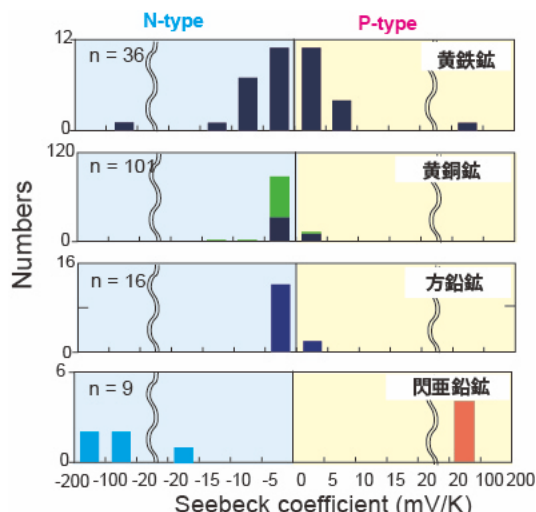 N-type P-type
12 n = 36 黄鉄鉱
0
120 n = 101 黄銅鉱
0
16 n = 16 方鉛鉱
0
6 n = 9 閃亜鉛鉱
0
Numbers
-200 -100 -20 -20 -15 -10 -5 0 5 10 15 20 20 100 200
Seebeck coefficient (mV/K)